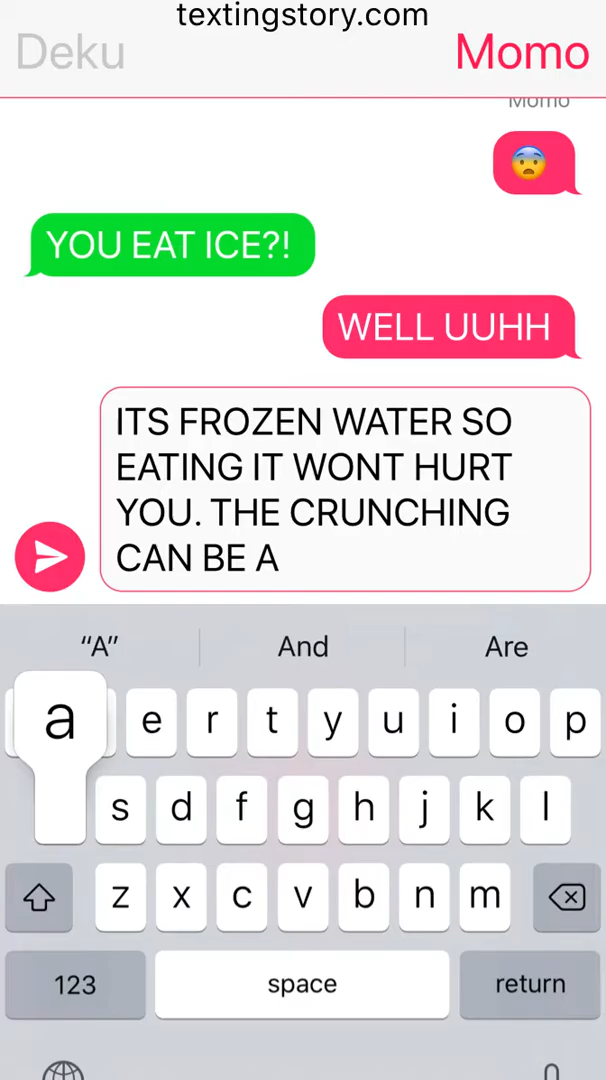 textingstory.com
Deku Momo
Momo
😨
YOU EAT ICE?!
WELL UUHH
ITS FROZEN WATER SO
EATING IT WONT HURT
YOU. THE CRUNCHING
CAN BE A
“A” And Are
a e r t y u i o p
s d f g h j k l
z x c v b n m
123 space return